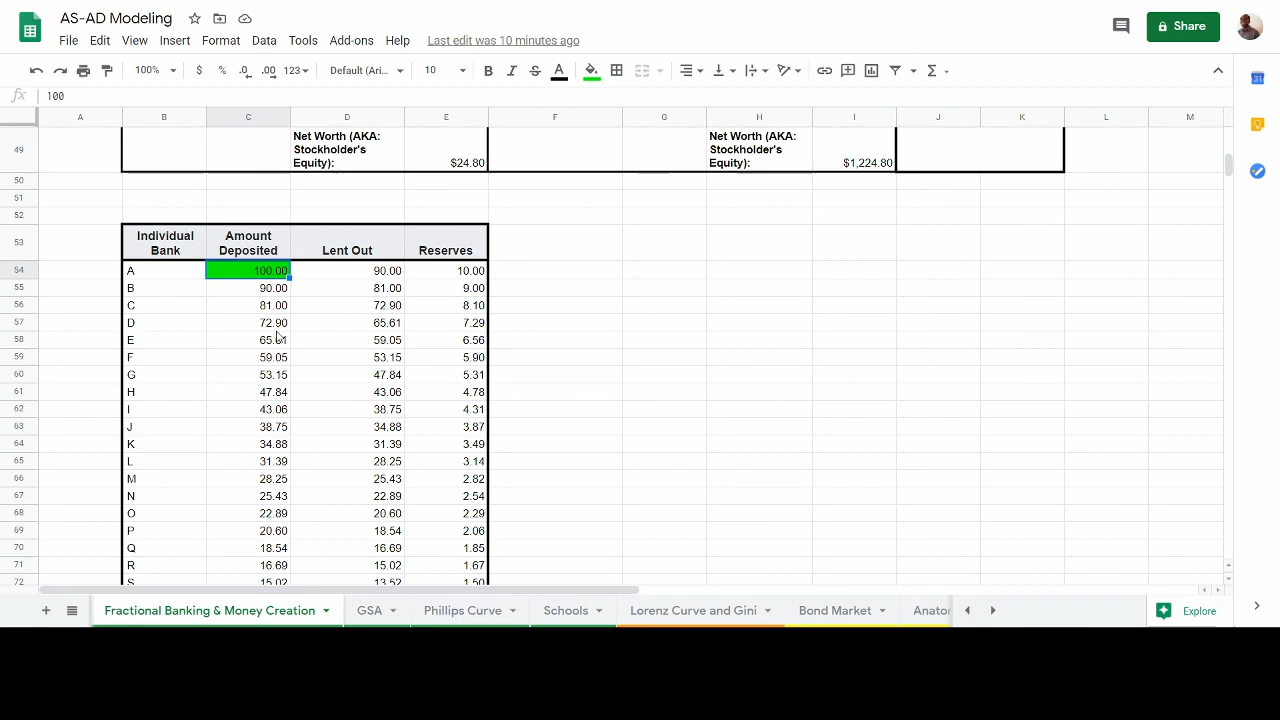 AS-AD Modeling
File Edit View Insert Format Data Tools Add-ons Help Last edit was 10 minutes ago
Share
100% $ % .0 .00 123 Default (Ari... 10 B I S A Σ
fx 100
A B C D E F G H I J K L M
49 Net Worth (AKA: Stockholder's Equity): $24.80 Net Worth (AKA: Stockholder's Equity): $1,224.80
50
51
52
53 Individual Bank Amount Deposited Lent Out Reserves
54 A 100.00 90.00 10.00
55 B 90.00 81.00 9.00
56 C 81.00 72.90 8.10
57 D 72.90 65.61 7.29
58 E 65.61 59.05 6.56
59 F 59.05 53.15 5.90
60 G 53.15 47.84 5.31
61 H 47.84 43.06 4.78
62 I 43.06 38.75 4.31
63 J 38.75 34.88 3.87
64 K 34.88 31.39 3.49
65 L 31.39 28.25 3.14
66 M 28.25 25.43 2.82
67 N 25.43 22.89 2.54
68 O 22.89 20.60 2.29
69 P 20.60 18.54 2.06
70 Q 18.54 16.69 1.85
71 R 16.69 15.02 1.67
72 S 15.02 13.52 1.50
Fractional Banking & Money Creation GSA Phillips Curve Schools Lorenz Curve and Gini Bond Market Anator Explore